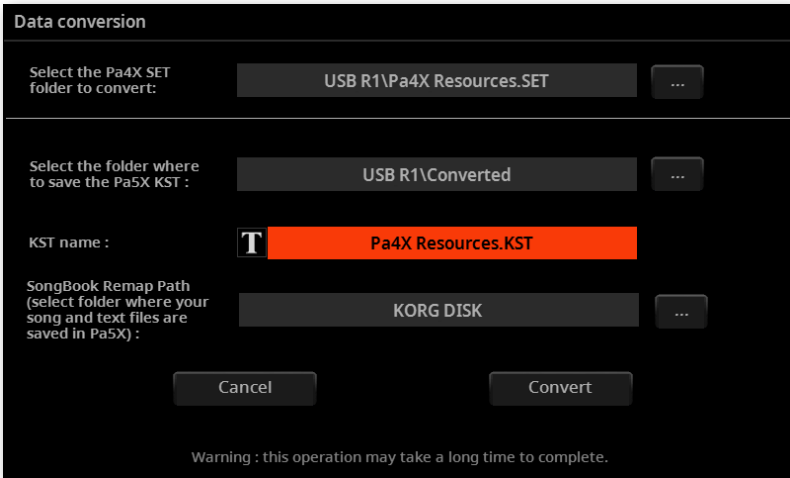 Data conversion
Select the Pa4X SET
folder to convert:
USB R1\Pa4X Resources.SET
...
Select the folder where
to save the Pa5X KST :
USB R1\Converted
...
KST name :
T
Pa4X Resources.KST
SongBook Remap Path
(select folder where your
song and text files are
saved in Pa5X) :
KORG DISK
...
Cancel
Convert
Warning : this operation may take a long time to complete.